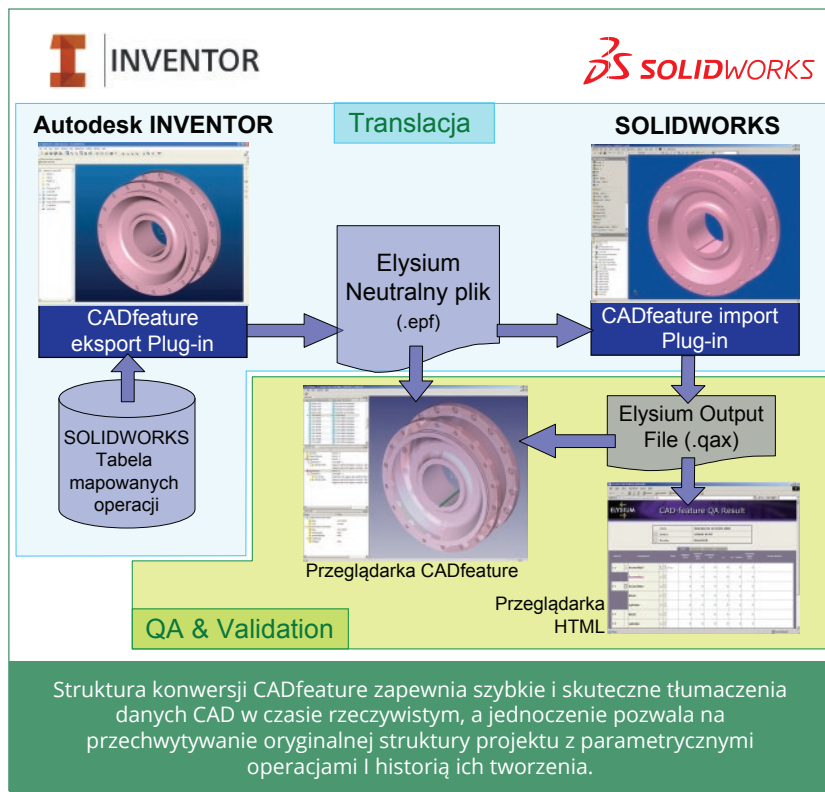 INVENTOR
SOLIDWORKS
Autodesk INVENTOR
Translacja
SOLIDWORKS
Elysium
Neutralny plik
(.epf)
CADfeature
eksport Plug-in
CADfeature import
Plug-in
SOLIDWORKS
Tabela
mapowanych
operacji
Elysium Output
File (.qax)
ELYSIUM
CAD-feature QA Result
Przeglądarka CADfeature
Przeglądarka
HTML
QA & Validation
Struktura konwersji CADfeature zapewnia szybkie i skuteczne tłumaczenia
danych CAD w czasie rzeczywistym, a jednoczenie pozwala na
przechwytywanie oryginalnej struktury projektu z parametrycznymi
operacjami I historią ich tworzenia.